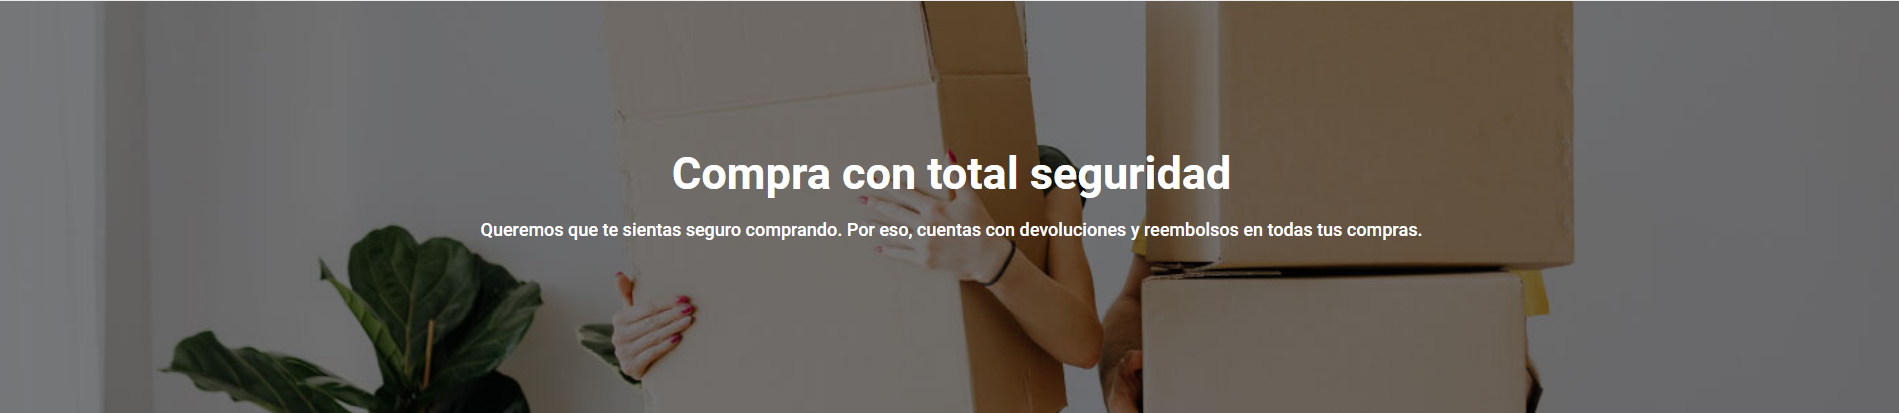 Compra con total seguridad
Queremos que te sientas seguro comprando. Por eso, cuentas con devoluciones y reembolsos en todas tus compras.